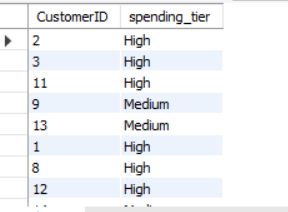 CustomerID spending_tier
2 High
3 High
11 High
9 Medium
13 Medium
1 High
8 High
12 High